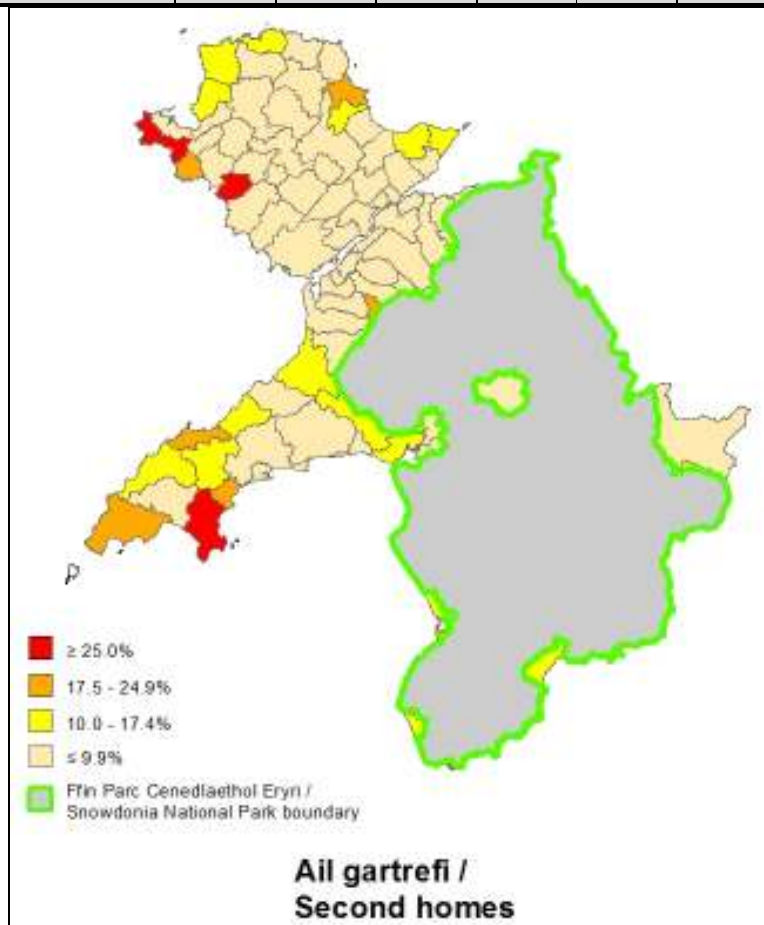 ≥ 25.0%
17.5 - 24.9%
10.0 - 17.4%
≤ 9.9%
Ffin Parc Cenedlaethol Eryri /
Snowdonia National Park boundary
Ail gartrefi /
Second homes